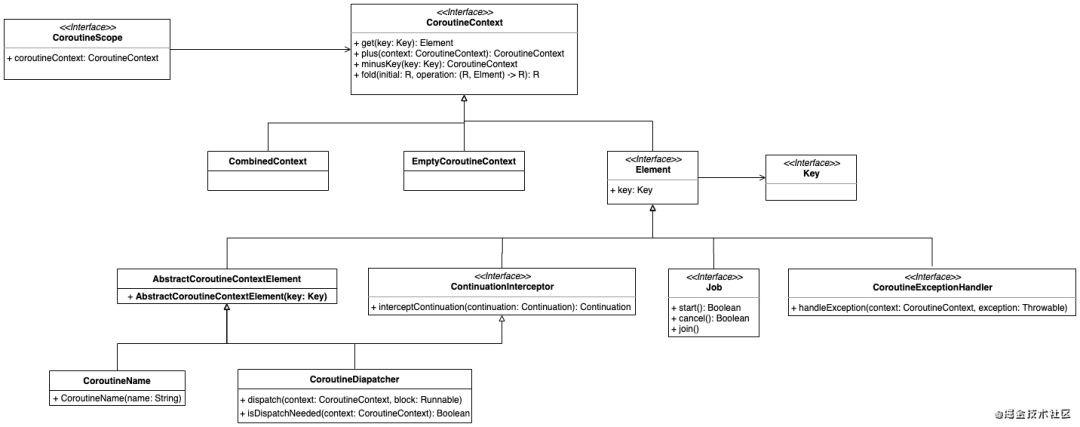 <<Interface>>
CoroutineScope
+ coroutineContext: CoroutineContext
<<Interface>>
CoroutineContext
+ get(key: Key): Element
+ plus(context: CoroutineContext): CoroutineContext
+ minusKey(key: Key): CoroutineContext
+ fold(initial: R, operation: (R, Elment) -> R): R
CombinedContext
EmptyCoroutineContext
<<Interface>>
Element
+ key: Key
<<Interface>>
Key
AbstractCoroutineContextElement
+ AbstractCoroutineContextElement(key: Key)
<<Interface>>
ContinuationInterceptor
+ interceptContinuation(continuation: Continuation): Continuation
<<Interface>>
Job
+ start(): Boolean
+ cancel(): Boolean
+ join()
<<Interface>>
CoroutineExceptionHandler
+ handleException(context: CoroutineContext, exception: Throwable)
CoroutineName
+ CoroutineName(name: String)
CoroutineDiapatcher
+ dispatch(context: CoroutineContext, block: Runnable)
+ isDispatchNeeded(context: CoroutineContext): Boolean
@掘金技术社区